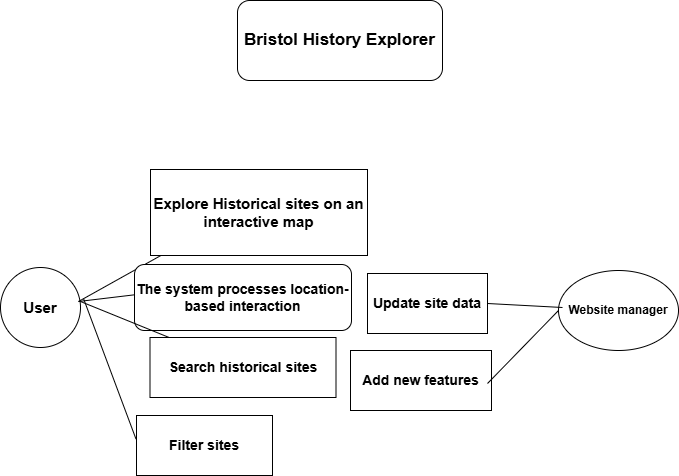 Bristol History Explorer
Explore Historical sites on an
interactive map
The system processes location-
based interaction
User
Update site data
Website manager
Search historical sites
Add new features
Filter sites